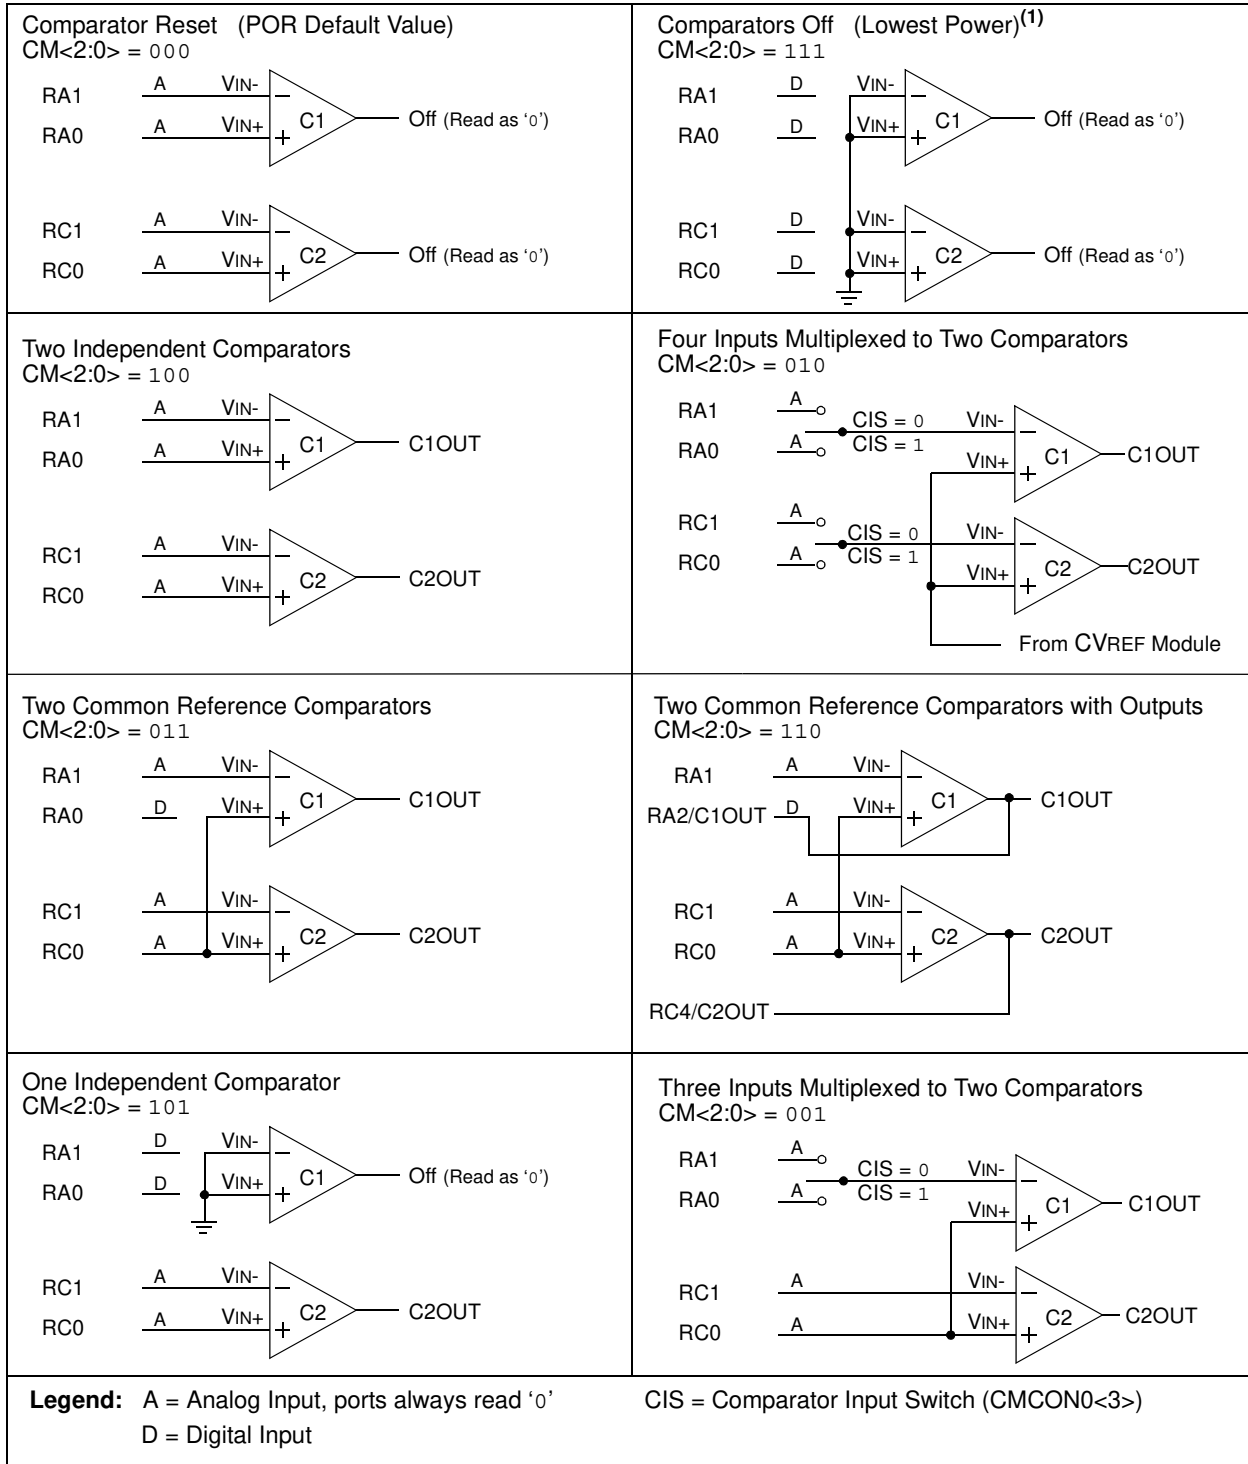 Comparator Reset (POR Default Value)
CM<2:0> = 000
RA1 A VIN-
RA0 A VIN+
C1
Off (Read as ‘0’)
RC1 A VIN-
RC0 A VIN+
C2
Off (Read as ‘0’)
Comparators Off (Lowest Power)(1)
CM<2:0> = 111
RA1 D VIN-
RA0 D VIN+
C1
Off (Read as ‘0’)
RC1 D VIN-
RC0 D VIN+
C2
Off (Read as ‘0’)
Two Independent Comparators
CM<2:0> = 100
RA1 A VIN-
RA0 A VIN+
C1
C1OUT
RC1 A VIN-
RC0 A VIN+
C2
C2OUT
Four Inputs Multiplexed to Two Comparators
CM<2:0> = 010
RA1 A
CIS = 0 VIN-
RA0 A CIS = 1
VIN+
C1
C1OUT
RC1 A
CIS = 0 VIN-
RC0 A CIS = 1
VIN+
C2
C2OUT
From CVREF Module
Two Common Reference Comparators
CM<2:0> = 011
RA1 A VIN-
RA0 D VIN+
C1
C1OUT
RC1 A VIN-
RC0 A VIN+
C2
C2OUT
Two Common Reference Comparators with Outputs
CM<2:0> = 110
RA1 A VIN-
RA2/C1OUT D VIN+
C1
C1OUT
RC1 A VIN-
RC0 A VIN+
C2
C2OUT
RC4/C2OUT
One Independent Comparator
CM<2:0> = 101
RA1 D VIN-
RA0 D VIN+
C1
Off (Read as ‘0’)
RC1 A VIN-
RC0 A VIN+
C2
C2OUT
Three Inputs Multiplexed to Two Comparators
CM<2:0> = 001
RA1 A
CIS = 0 VIN-
RA0 A CIS = 1
VIN+
C1
C1OUT
RC1 A VIN-
RC0 A VIN+
C2
C2OUT
Legend: A = Analog Input, ports always read ‘0’ CIS = Comparator Input Switch (CMCON0<3>)
D = Digital Input